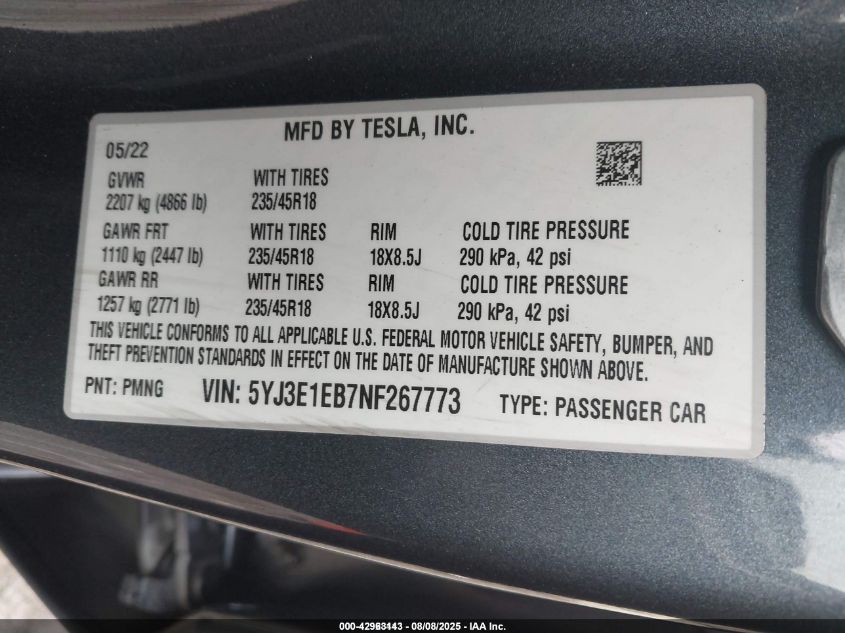 MFD BY TESLA, INC.
05/22
GVWR WITH TIRES
2207 kg (4866 lb) 235/45R18
GAWR FRT WITH TIRES RIM COLD TIRE PRESSURE
1110 kg (2447 lb) 235/45R18 18X8.5J 290 kPa, 42 psi
GAWR RR WITH TIRES RIM COLD TIRE PRESSURE
1257 kg (2771 lb) 235/45R18 18X8.5J 290 kPa, 42 psi
THIS VEHICLE CONFORMS TO ALL APPLICABLE U.S. FEDERAL MOTOR VEHICLE SAFETY, BUMPER, AND
THEFT PREVENTION STANDARDS IN EFFECT ON THE DATE OF MANUFACTURE SHOWN ABOVE.
PNT: PMNG VIN: 5YJ3E1EB7NF267773 TYPE: PASSENGER CAR
000-42983443 - 08/08/2025 - IAA Inc.